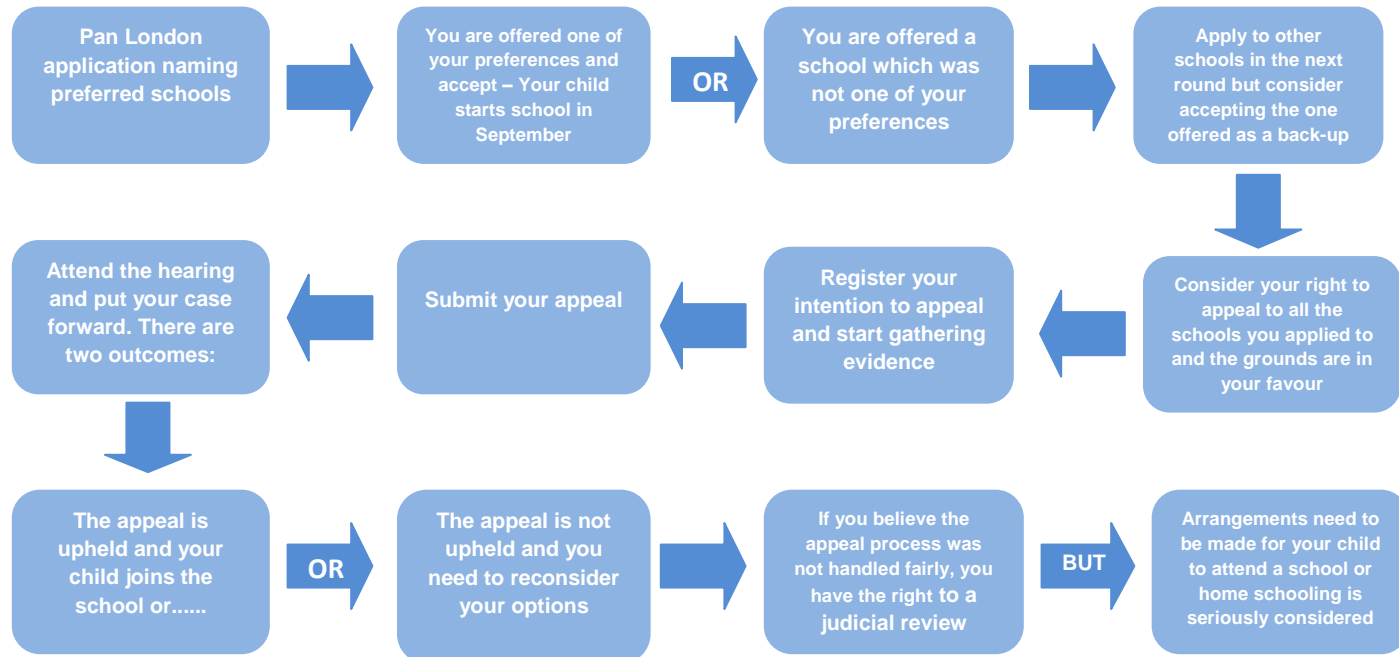 Pan London
application naming
preferred schools
You are offered one of
your preferences and
accept – Your child
starts school in
September
OR
You are offered a
school which was
not one of your
preferences
Apply to other
schools in the next
round but consider
accepting the one
offered as a back-up
Consider your right to
appeal to all the
schools you applied to
and the grounds are in
your favour
Register your
intention to appeal
and start gathering
evidence
Submit your appeal
Attend the hearing
and put your case
forward. There are
two outcomes:
The appeal is
upheld and your
child joins the
school or......
OR
The appeal is not
upheld and you
need to reconsider
your options
If you believe the
appeal process was
not handled fairly, you
have the right to a
judicial review
BUT
Arrangements need to
be made for your child
to attend a school or
home schooling is
seriously considered